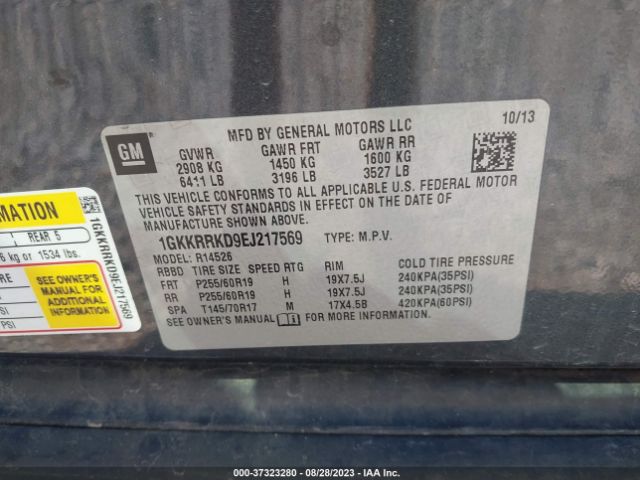 10/13
GM
MFD BY GENERAL MOTORS LLC
GVWR GAWR FRT GAWR RR
2908 KG 1450 KG 1600 KG
6411 LB 3196 LB 3527 LB
THIS VEHICLE CONFORMS TO ALL APPLICABLE U.S. FEDERAL MOTOR
VEHICLE SAFETY STANDARDS IN EFFECT ON THE DATE OF
MANUFACTURE SHOWN ABOVE.
1GKKRRKD9EJ217569 TYPE: M.P.V.
MODEL: R14526
RBBD TIRE SIZE SPEED RTG RIM COLD TIRE PRESSURE
FRT P255/60R19 H 19X7.5J 240KPA(35PSI)
RR P255/60R19 H 19X7.5J 240KPA(35PSI)
SPA T145/70R17 M 17X4.5B 420KPA(60PSI)
SEE OWNER'S MANUAL FOR MORE INFORMATION.
MATION
REAR 5
6 kg or 1534 lbs.
SEE OWNER'S
MANUAL FOR
ADDITIONAL
INFORMATION
PSI
1GKKRRKD9EJ217569
000-37323280 - 08/28/2023 - IAA Inc.